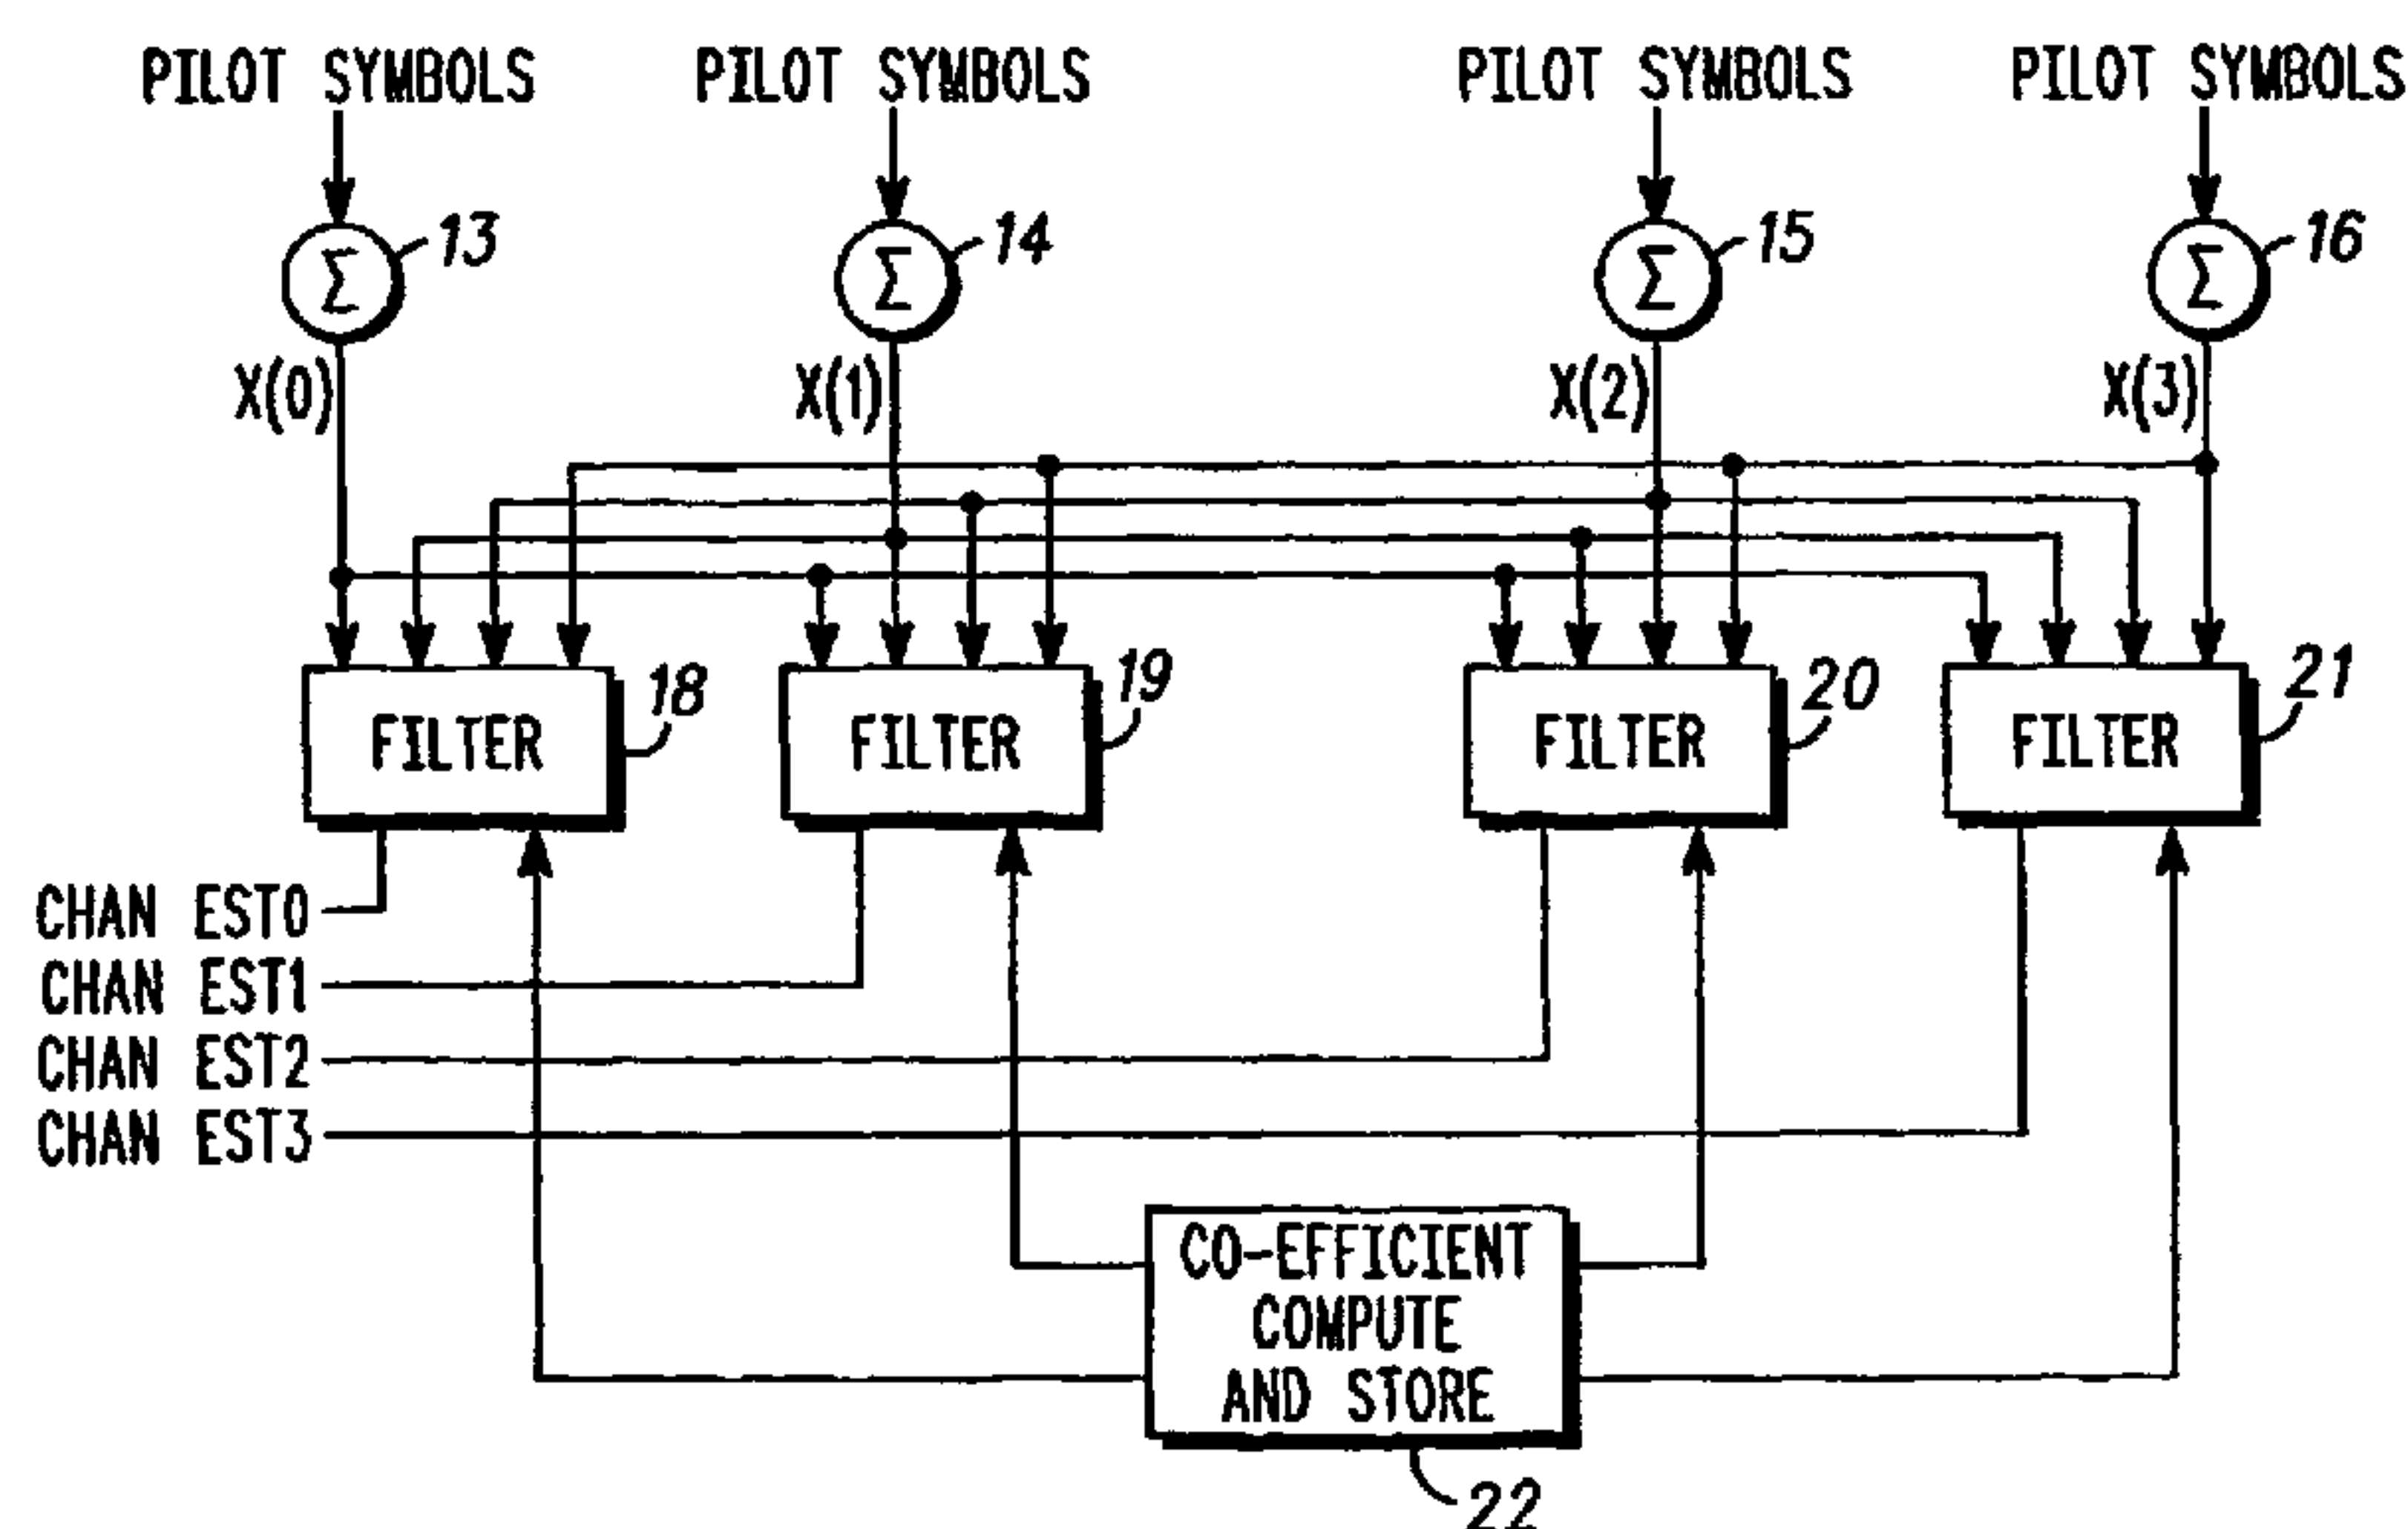 PILOT SYMBOLS PILOT SYMBOLS PILOT SYMBOLS PILOT SYMBOLS
Σ 13 Σ 14 Σ 15 Σ 16
X(0) X(1) X(2) X(3)
FILTER 18 FILTER 19 FILTER 20 FILTER 21
CHAN EST0
CHAN EST1
CHAN EST2
CHAN EST3
CO-EFFICIENT
COMPUTE
AND STORE
22